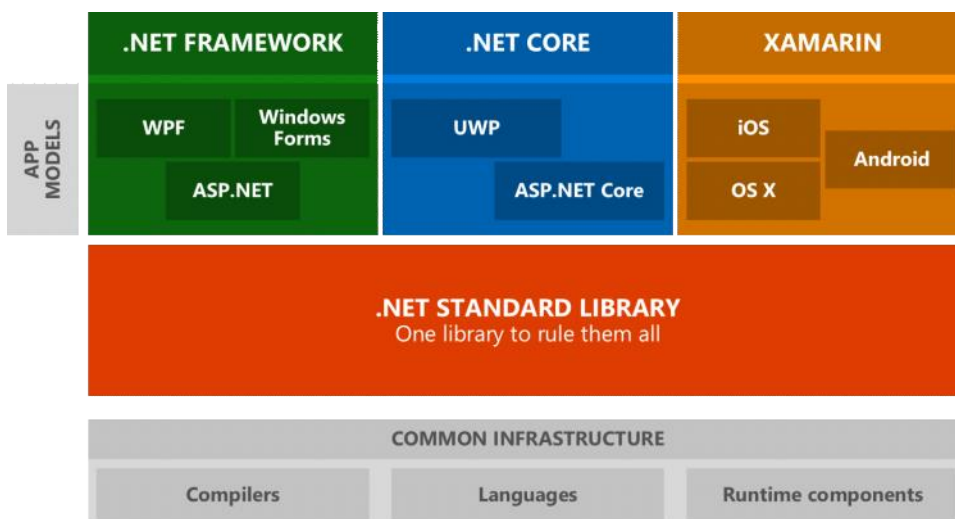 .NET FRAMEWORK
.NET CORE
XAMARIN
APP
MODELS
WPF
Windows
Forms
ASP.NET
UWP
ASP.NET Core
iOS
Android
OS X
.NET STANDARD LIBRARY
One library to rule them all
COMMON INFRASTRUCTURE
Compilers
Languages
Runtime components